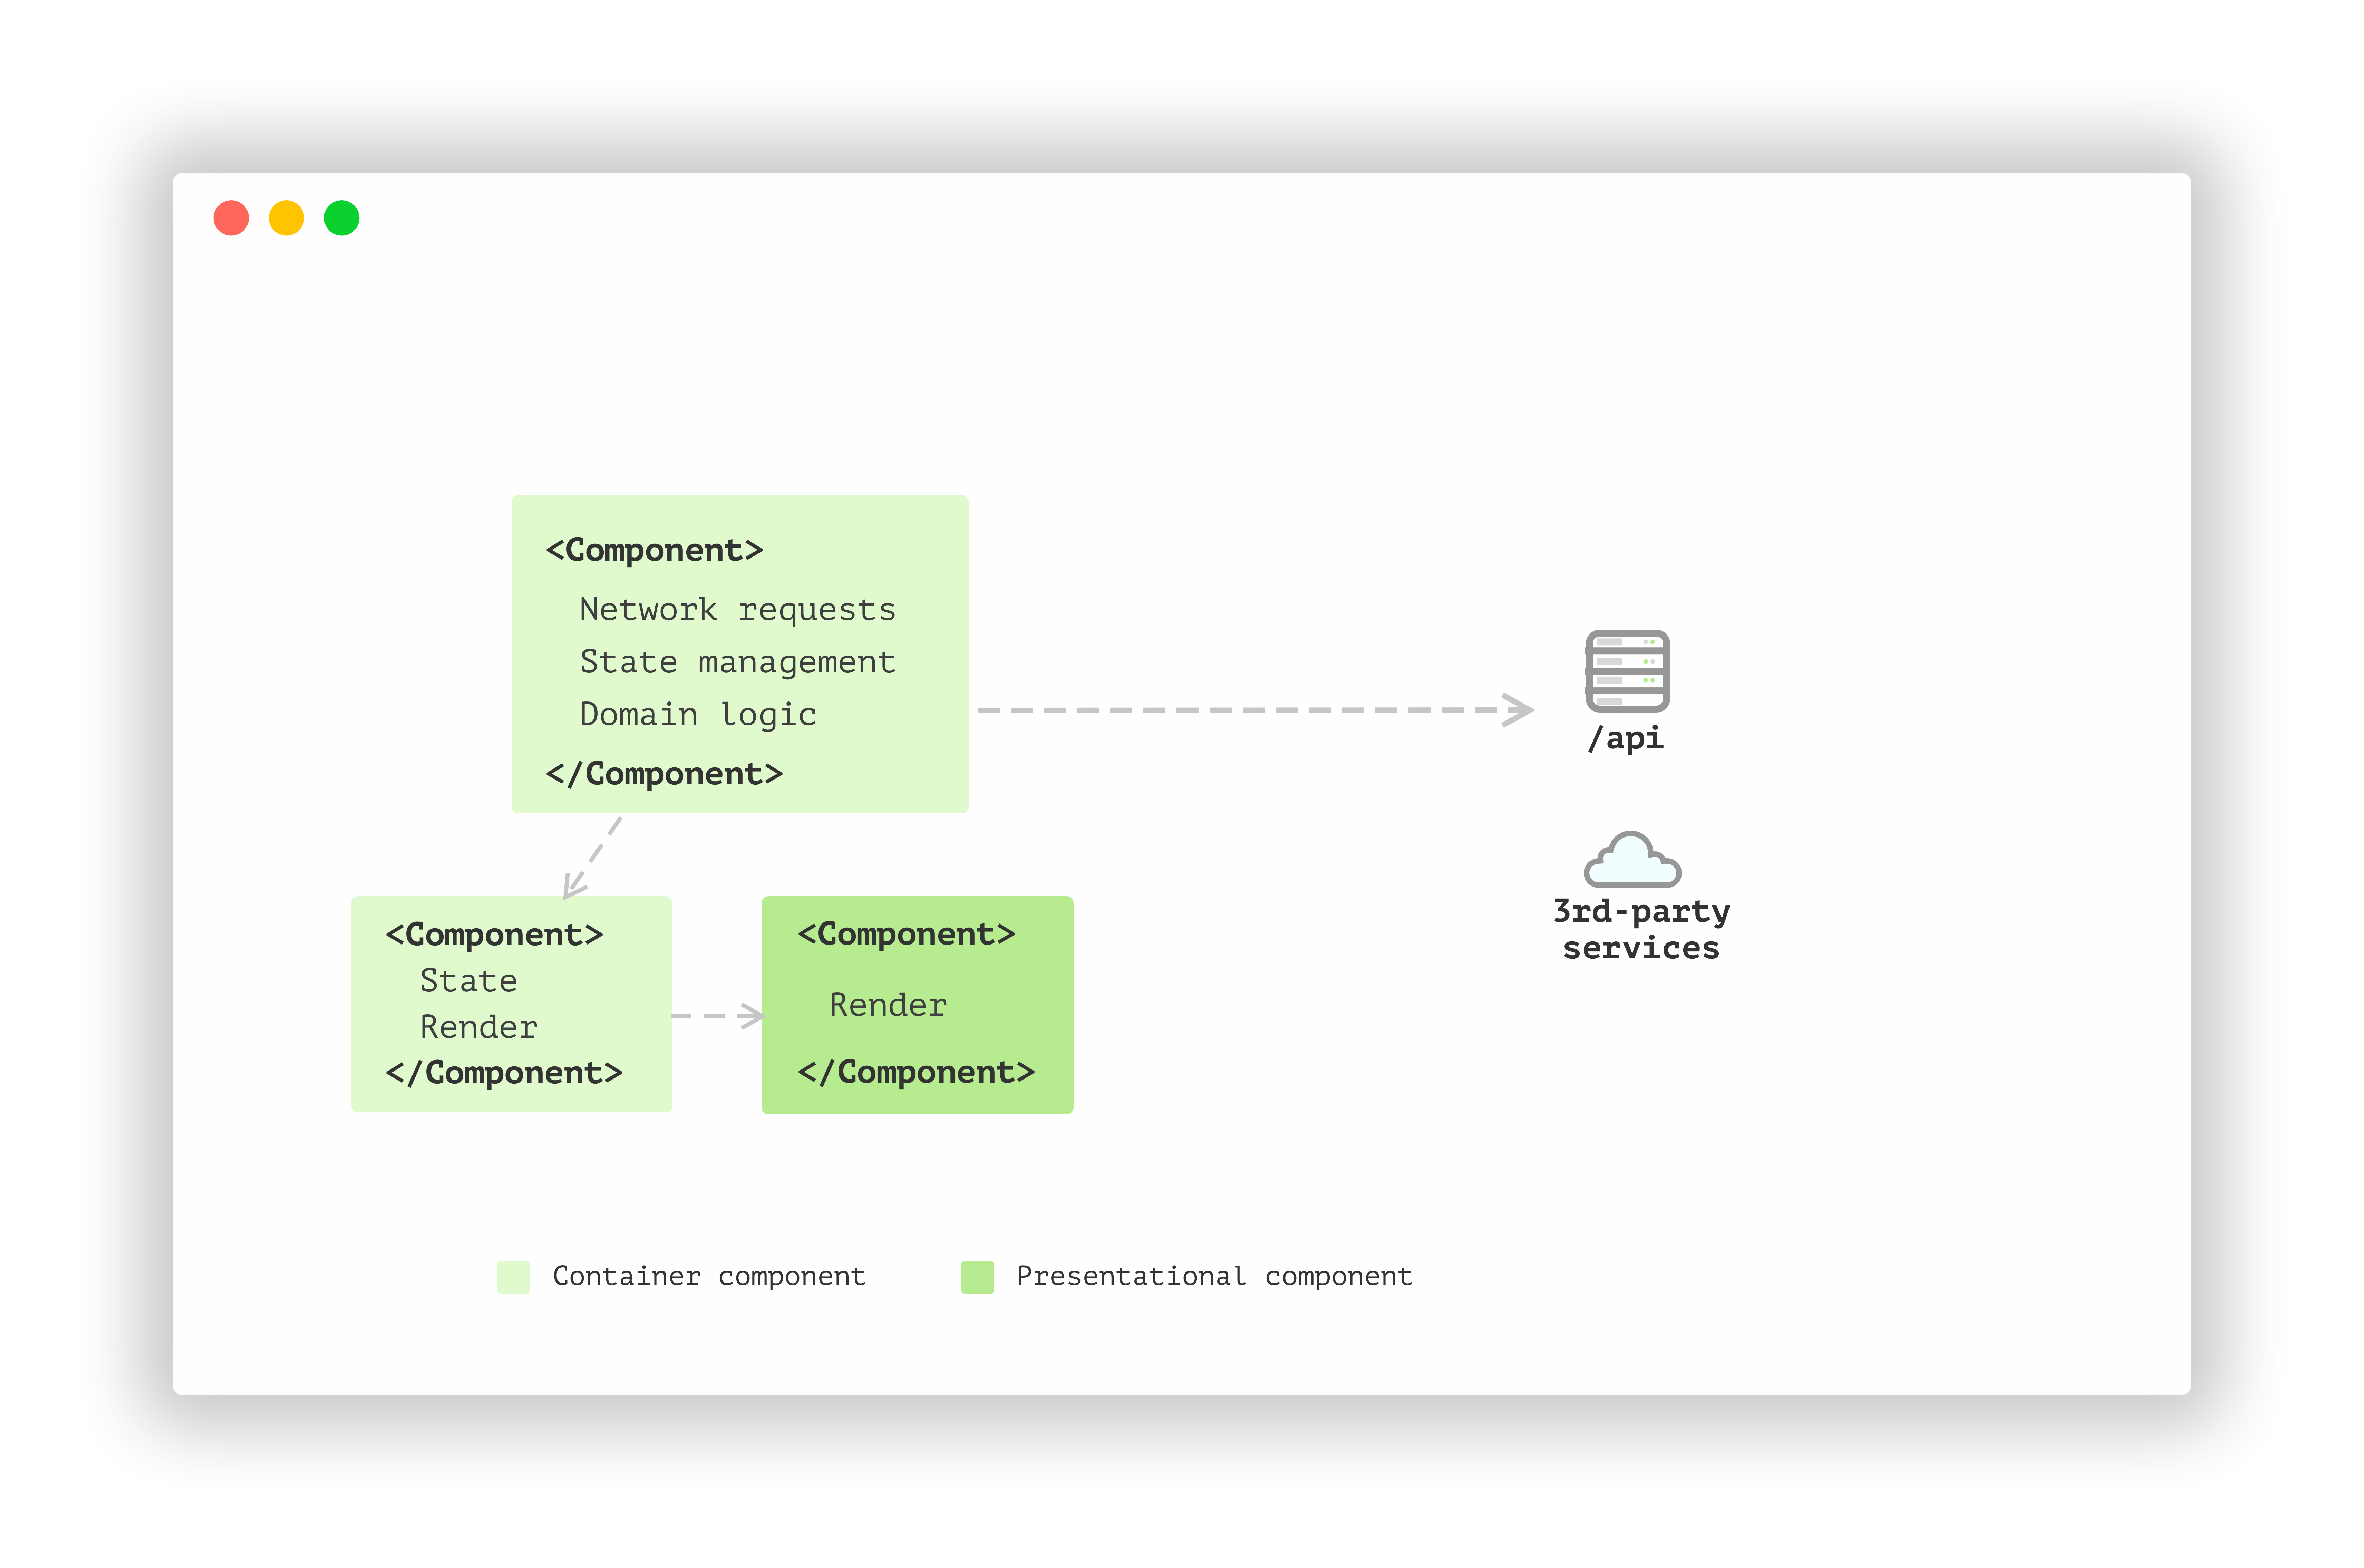 <Component>
Network requests
State management
Domain logic
</Component>
<Component>
State
Render
</Component>
<Component>
Render
</Component>
/api
3rd-party
services
Container component
Presentational component